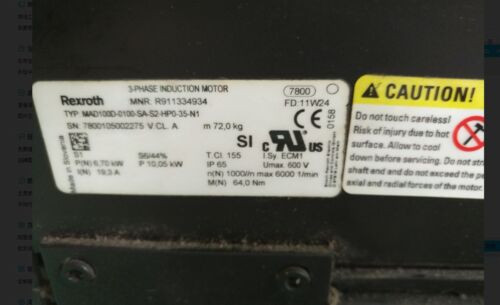 3-PHASE INDUCTION MOTOR
Rexroth
MNR: R911334934
7800
FD:11W24
TYP: MAD100D-0100-SA-S2-HP0-35-N1
SN: 7800105002275 V.CL. A
m 72,0 kg
0158
Made in Slovenia
SI
c US
S1
S6/44%
T.Cl. 155
I.Sy. ECM1
P(N) 6,70 kW
P 10,05 kW
IP 65
Umax. 600 V
I(N) 19,3 A
n(N) 1000/n max 6000 1/min
M(N) 64,0 Nm
CAUTION!
Do not touch careless!
Risk of injury due to hot
surface. Allow to cool
down before servicing. Do not
shaft and and do not exceed the
axial and radial forces of the motor.